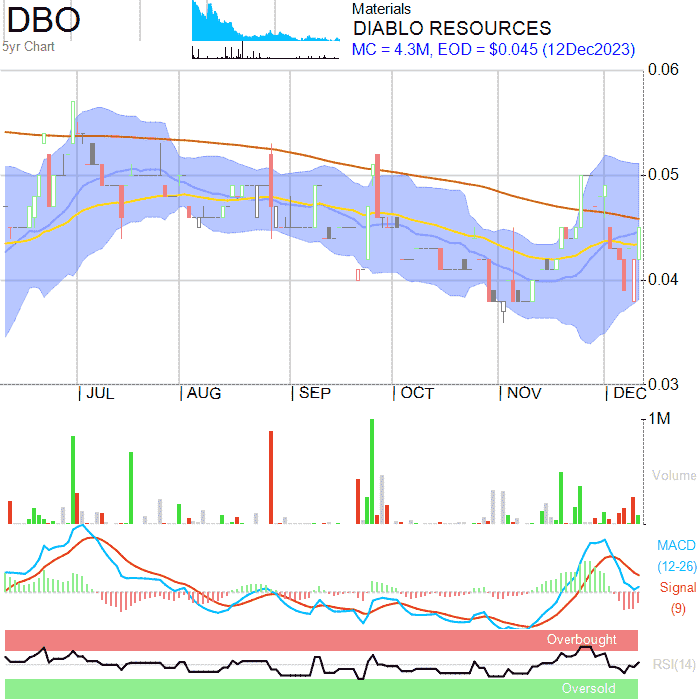 DBO
5yr Chart
Materials
DIABLO RESOURCES
MC = 4.3M, EOD = $0.045 (12Dec2023)
0.06
0.05
0.04
0.03
JUL AUG SEP OCT NOV DEC
1M
Volume
MACD
(12-26)
Signal
(9)
Overbought
RSI(14)
Oversold